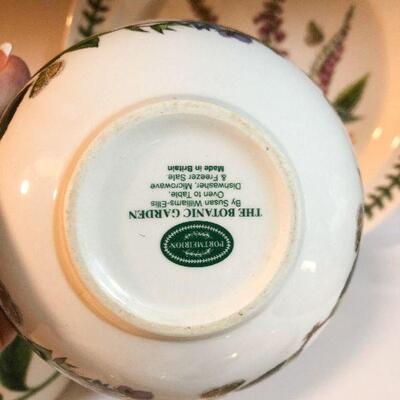 PORTMEIRION
THE BOTANIC GARDEN
By Susan Williams-Ellis
Oven to Table,
Dishwasher, Microwave
& Freezer Safe.
Made in Britain